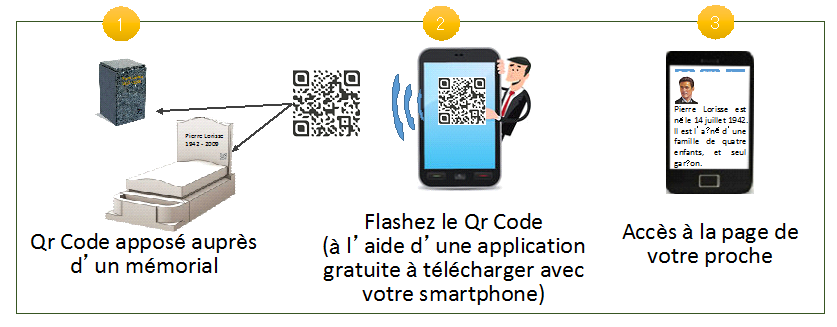 1
2
3
Pierre Lorisse
1942 - 2009
Pierre Lorisse est
né le 14 juillet 1942.
Il est l'a?né d'une
famille de quatre
enfants, et seul
gar?on.
Qr Code apposé auprès
d'un mémorial
Flashez le Qr Code
(à l'aide d'une application
gratuite à télécharger avec
votre smartphone)
Accès à la page de
votre proche